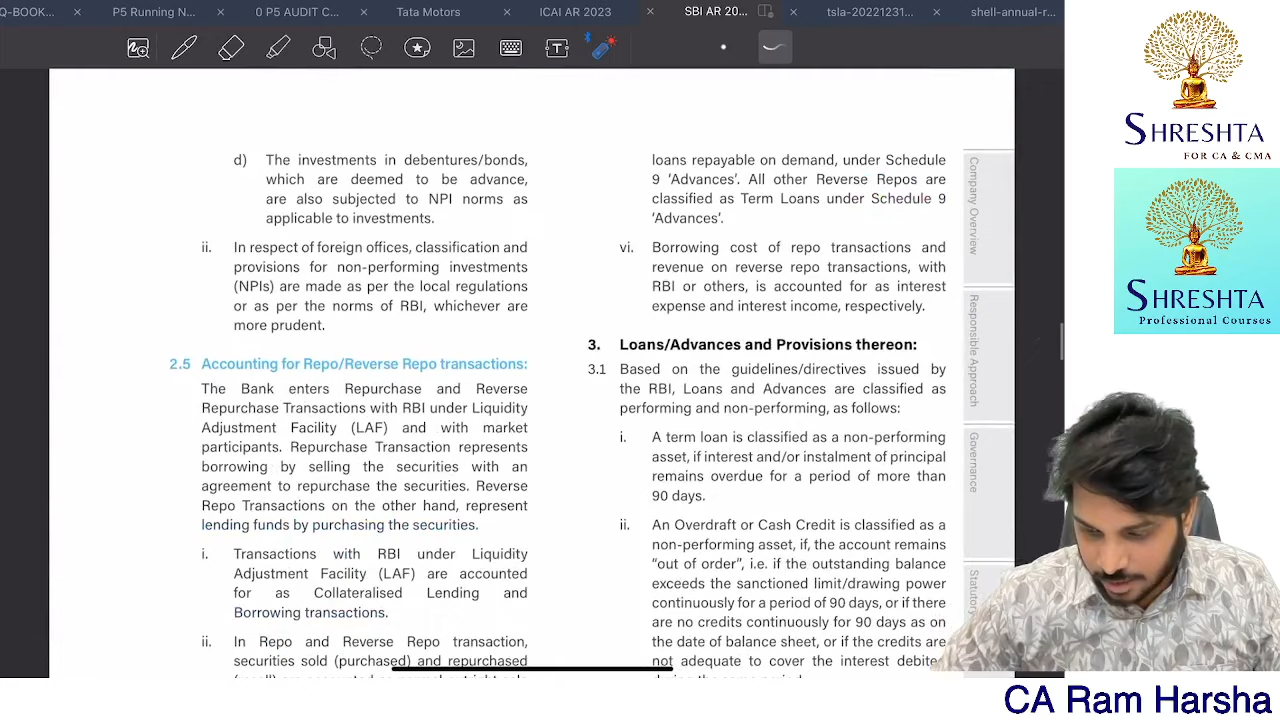 Q-BOOK...
P5 Running N...
0 P5 AUDIT C...
Tata Motors
ICAI AR 2023
SBI AR 20...
tsla-20221231...
shell-annual-r...
d) The investments in debentures/bonds,
which are deemed to be advance,
are also subjected to NPI norms as
applicable to investments.
ii. In respect of foreign offices, classification and
provisions for non-performing investments
(NPIs) are made as per the local regulations
or as per the norms of RBI, whichever are
more prudent.
2.5 Accounting for Repo/Reverse Repo transactions:
The Bank enters Repurchase and Reverse
Repurchase Transactions with RBI under Liquidity
Adjustment Facility (LAF) and with market
participants. Repurchase Transaction represents
borrowing by selling the securities with an
agreement to repurchase the securities. Reverse
Repo Transactions on the other hand, represent
lending funds by purchasing the securities.
i. Transactions with RBI under Liquidity
Adjustment Facility (LAF) are accounted
for as Collateralised Lending and
Borrowing transactions.
ii. In Repo and Reverse Repo transaction,
securities sold (purchased) and repurchased
loans repayable on demand, under Schedule
9 'Advances'. All other Reverse Repos are
classified as Term Loans under Schedule 9
'Advances'.
vi. Borrowing cost of repo transactions and
revenue on reverse repo transactions, with
RBI or others, is accounted for as interest
expense and interest income, respectively.
3. Loans/Advances and Provisions thereon:
3.1 Based on the guidelines/directives issued by
the RBI, Loans and Advances are classified as
performing and non-performing, as follows:
i. A term loan is classified as a non-performing
asset, if interest and/or instalment of principal
remains overdue for a period of more than
90 days.
ii. An Overdraft or Cash Credit is classified as a
non-performing asset, if, the account remains
"out of order", i.e. if the outstanding balance
exceeds the sanctioned limit/drawing power
continuously for a period of 90 days, or if there
are no credits continuously for 90 days as on
the date of balance sheet, or if the credits are
not adequate to cover the interest debite
Company Overview
Responsible Approach
Governance
Statutory
SHRESHTA
FOR CA & CMA
SHRESHTA
Professional Courses
CA Ram Harsha